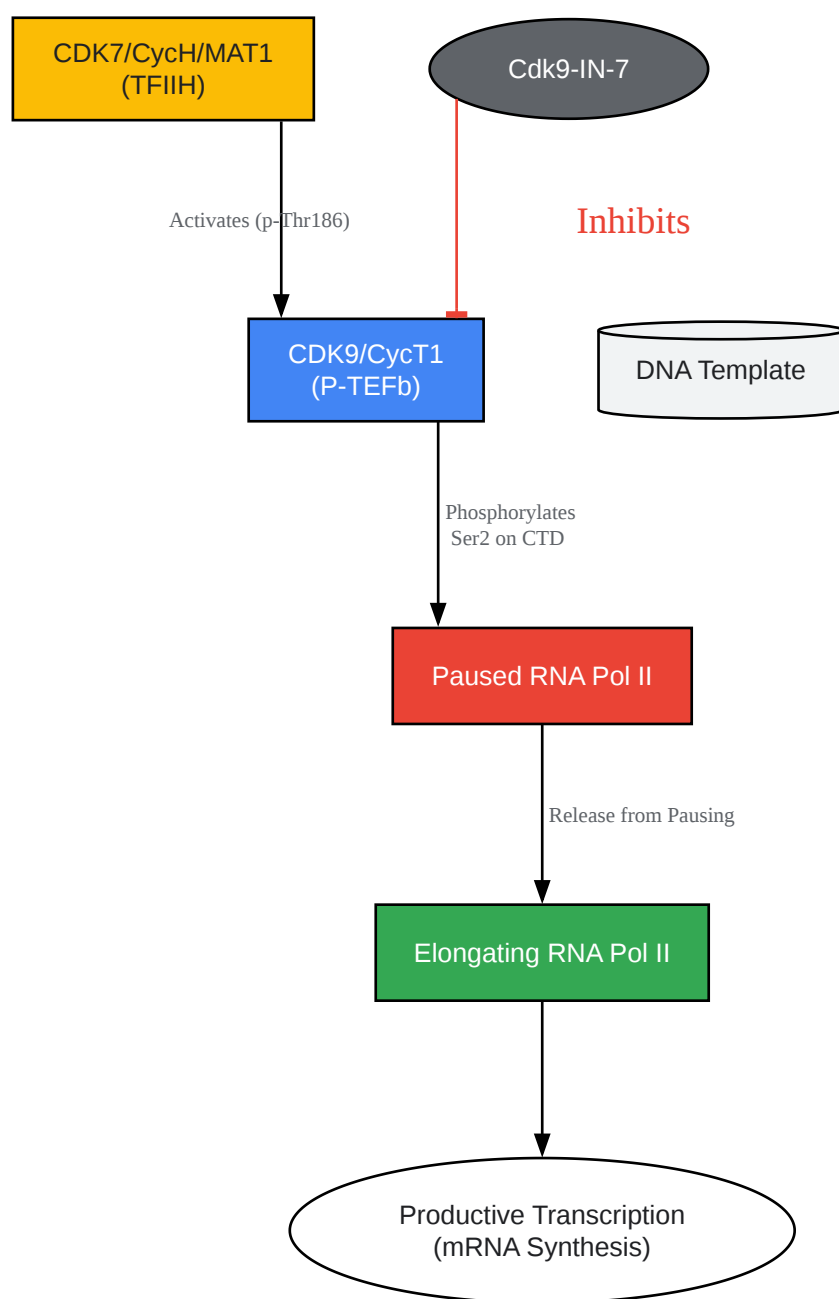 CDK7/CycH/MAT1
(TFIIH)
Cdk9-IN-7
Activates (p-Thr186)
Inhibits
CDK9/CycT1
(P-TEFb)
DNA Template
Phosphorylates
Ser2 on CTD
Paused RNA Pol II
Release from Pausing
Elongating RNA Pol II
Productive Transcription
(mRNA Synthesis)